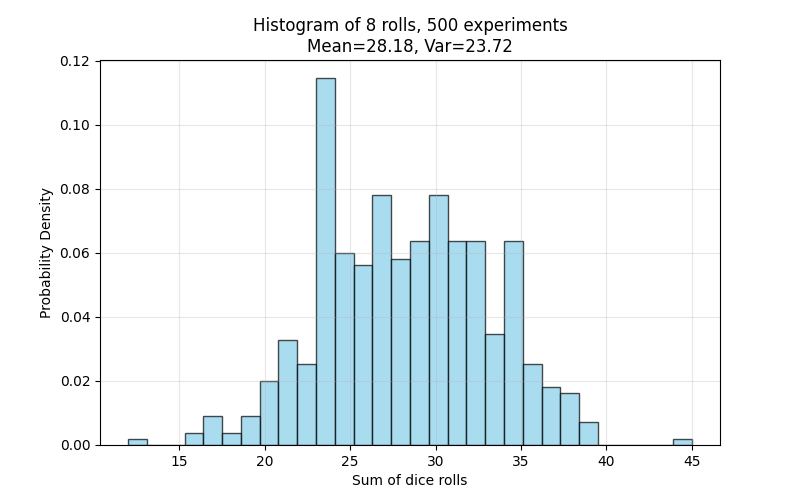 Histogram of 8 rolls, 500 experiments
Mean=28.18, Var=23.72
0.12
0.10
0.08
0.06
0.04
0.02
0.00
Probability Density
15 20 25 30 35 40 45
Sum of dice rolls